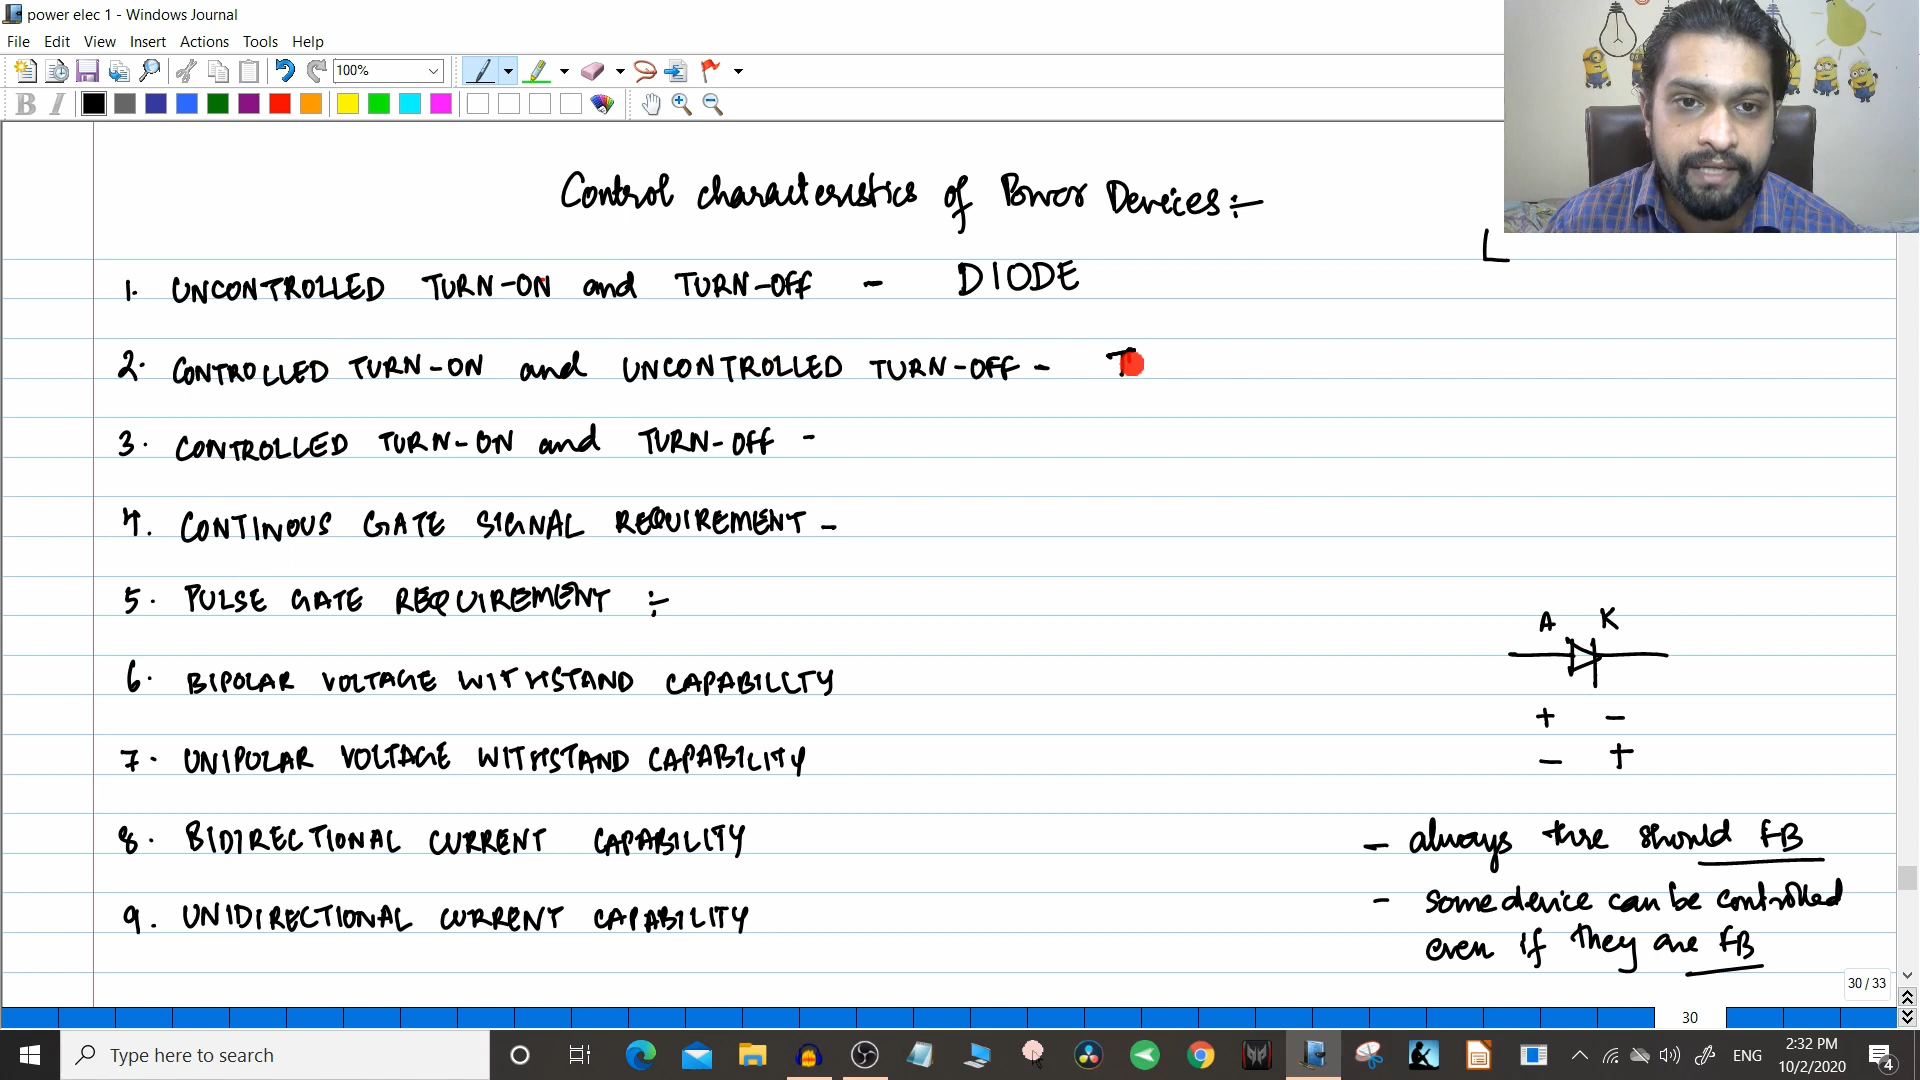 power elec 1 - Windows Journal
File Edit View Insert Actions Tools Help
100%
B I
Control characteristics of Power Devices :-
1. UNCONTROLLED TURN-ON and TURN-OFF - DIODE
2. CONTROLLED TURN-ON and UNCONTROLLED TURN-OFF - T
3. CONTROLLED TURN-ON and TURN-OFF -
4. CONTINOUS GATE SIGNAL REQUIREMENT -
5. PULSE GATE REQUIREMENT :-
6. BIPOLAR VOLTAGE WITHSTAND CAPABILITY
7. UNIPOLAR VOLTAGE WITHSTAND CAPABILITY
8. BIDIRECTIONAL CURRENT CAPABILITY
9. UNIDIRECTIONAL CURRENT CAPABILITY
A K
+ -
- +
- always thre should FB
- some device can be controlled
even if they are FB
30 / 33
30
Type here to search
ENG
2:32 PM
10/2/2020
4